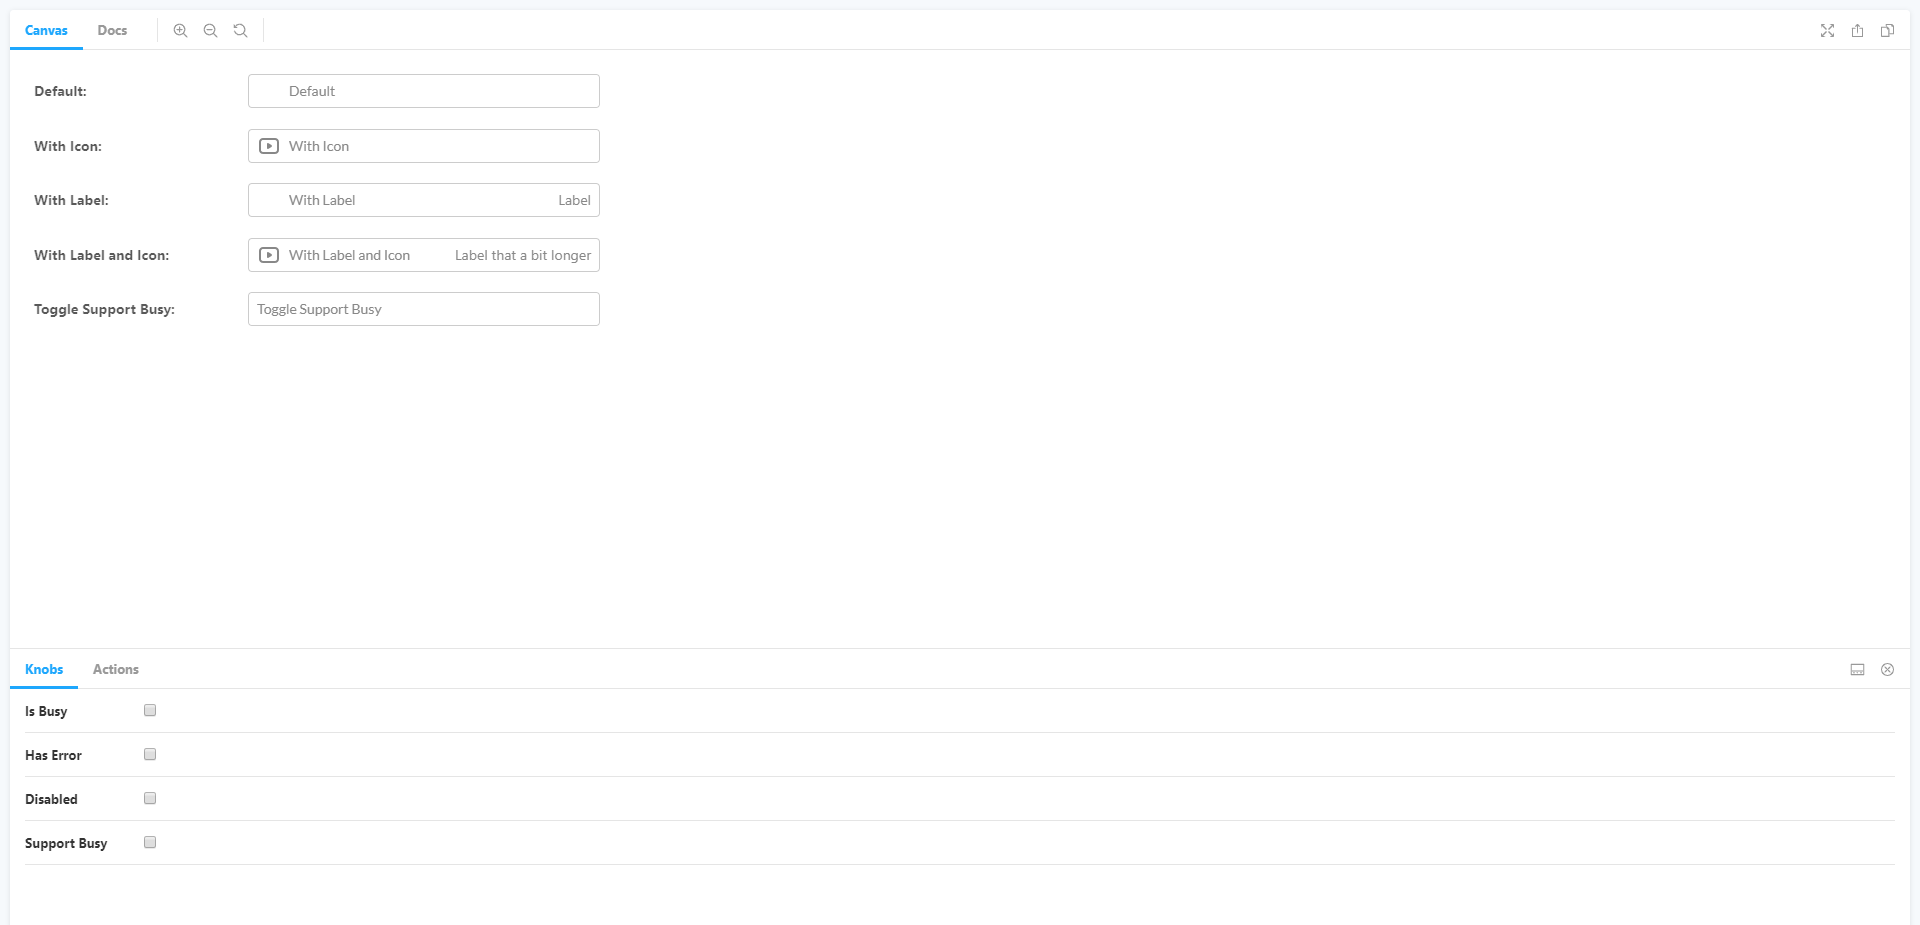 Canvas Docs
Default: Default
With Icon: With Icon
With Label: With Label Label
With Label and Icon: With Label and Icon Label that a bit longer
Toggle Support Busy: Toggle Support Busy
Knobs Actions
Is Busy
Has Error
Disabled
Support Busy